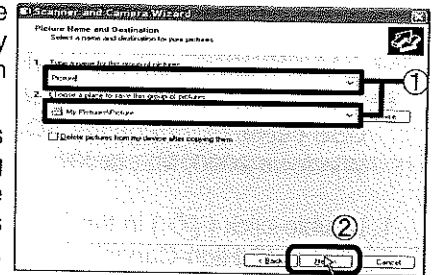 Scanner and Camera Wizard
Picture Name and Destination
Select a name and destination for your pictures.
1. Type a name for this group of pictures:
Picture
①
2. Choose a place to save this group of pictures:
My Pictures\Picture
Delete pictures from my device after copying them
②
< Back
Cancel